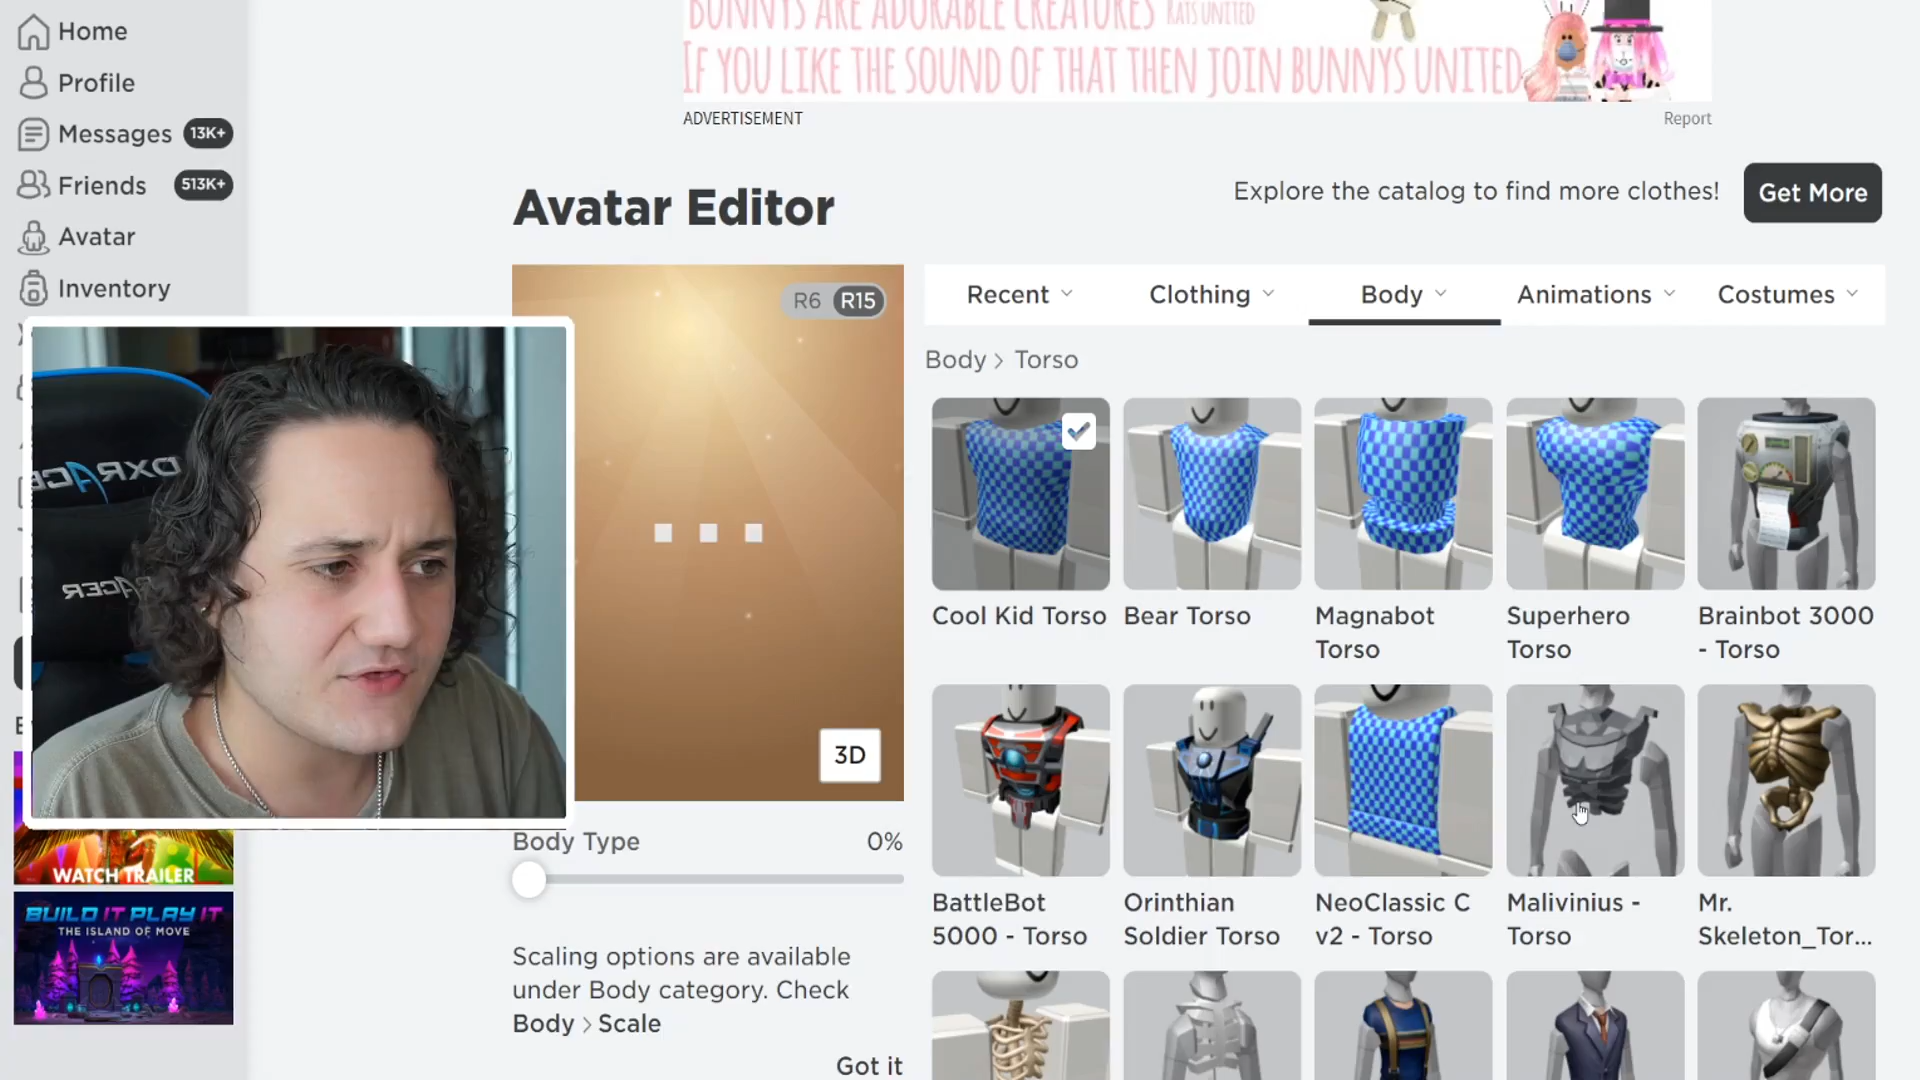 Home
Profile
Messages 13K+
Friends 513K+
Avatar
Inventory
BUNNYS ARE ADORABLE CREATURES RATS UNITED
IF YOU LIKE THE SOUND OF THAT THEN JOIN BUNNYS UNITED
ADVERTISEMENT
Report
Avatar Editor
Explore the catalog to find more clothes!
Get More
R6 R15
Recent
Clothing
Body
Animations
Costumes
Body > Torso
Cool Kid Torso
Bear Torso
Magnabot
Torso
Superhero
Torso
Brainbot 3000
- Torso
BattleBot
5000 - Torso
Orinthian
Soldier Torso
NeoClassic C
v2 - Torso
Malivinius -
Torso
Mr.
Skeleton_Tor...
3D
Body Type 0%
Scaling options are available
under Body category. Check
Body > Scale
Got it
WATCH TRAILER
BUILD IT PLAY IT
THE ISLAND OF MOVE